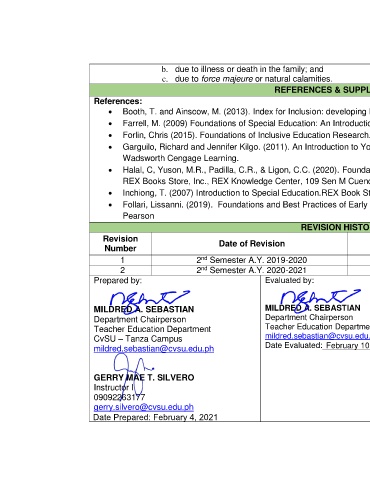 b. due to illness or death in the family; and
c. due to force majeure or natural calamities.
REFERENCES & SUPPL
References:
• Booth, T. and Ainscow, M. (2013). Index for Inclusion: developing
• Farrell, M. (2009) Foundations of Special Education: An Introductio
• Forlin, Chris (2015). Foundations of Inclusive Education Research.
• Garguilo, Richard and Jennifer Kilgo. (2011). An Introduction to Yo
Wadsworth Cengage Learning.
• Halal, C, Yuson, M.R., Padilla, C.R., & Ligon, C.C. (2020). Founda
REX Books Store, Inc., REX Knowledge Center, 109 Sen M Cuenc
• Inchiong, T. (2007) Introduction to Special Education.REX Book St
• Follari, Lissanni. (2019). Foundations and Best Practices of Early
Pearson
REVISION HISTO
Revision Number
Date of Revision
1
2nd Semester A.Y. 2019-2020
2
2nd Semester A.Y. 2020-2021
Prepared by:
MILDRED A. SEBASTIAN
Department Chairperson
Teacher Education Department
CvSU – Tanza Campus
mildred.sebastian@cvsu.edu.ph
GERRY MAE T. SILVERO
Instructor I
09092263177
gerry.silvero@cvsu.edu.ph
Date Prepared: February 4, 2021
Evaluated by:
MILDRED A. SEBASTIAN
Department Chairperson
Teacher Education Departme
mildred.sebastian@cvsu.edu.
Date Evaluated: February 10